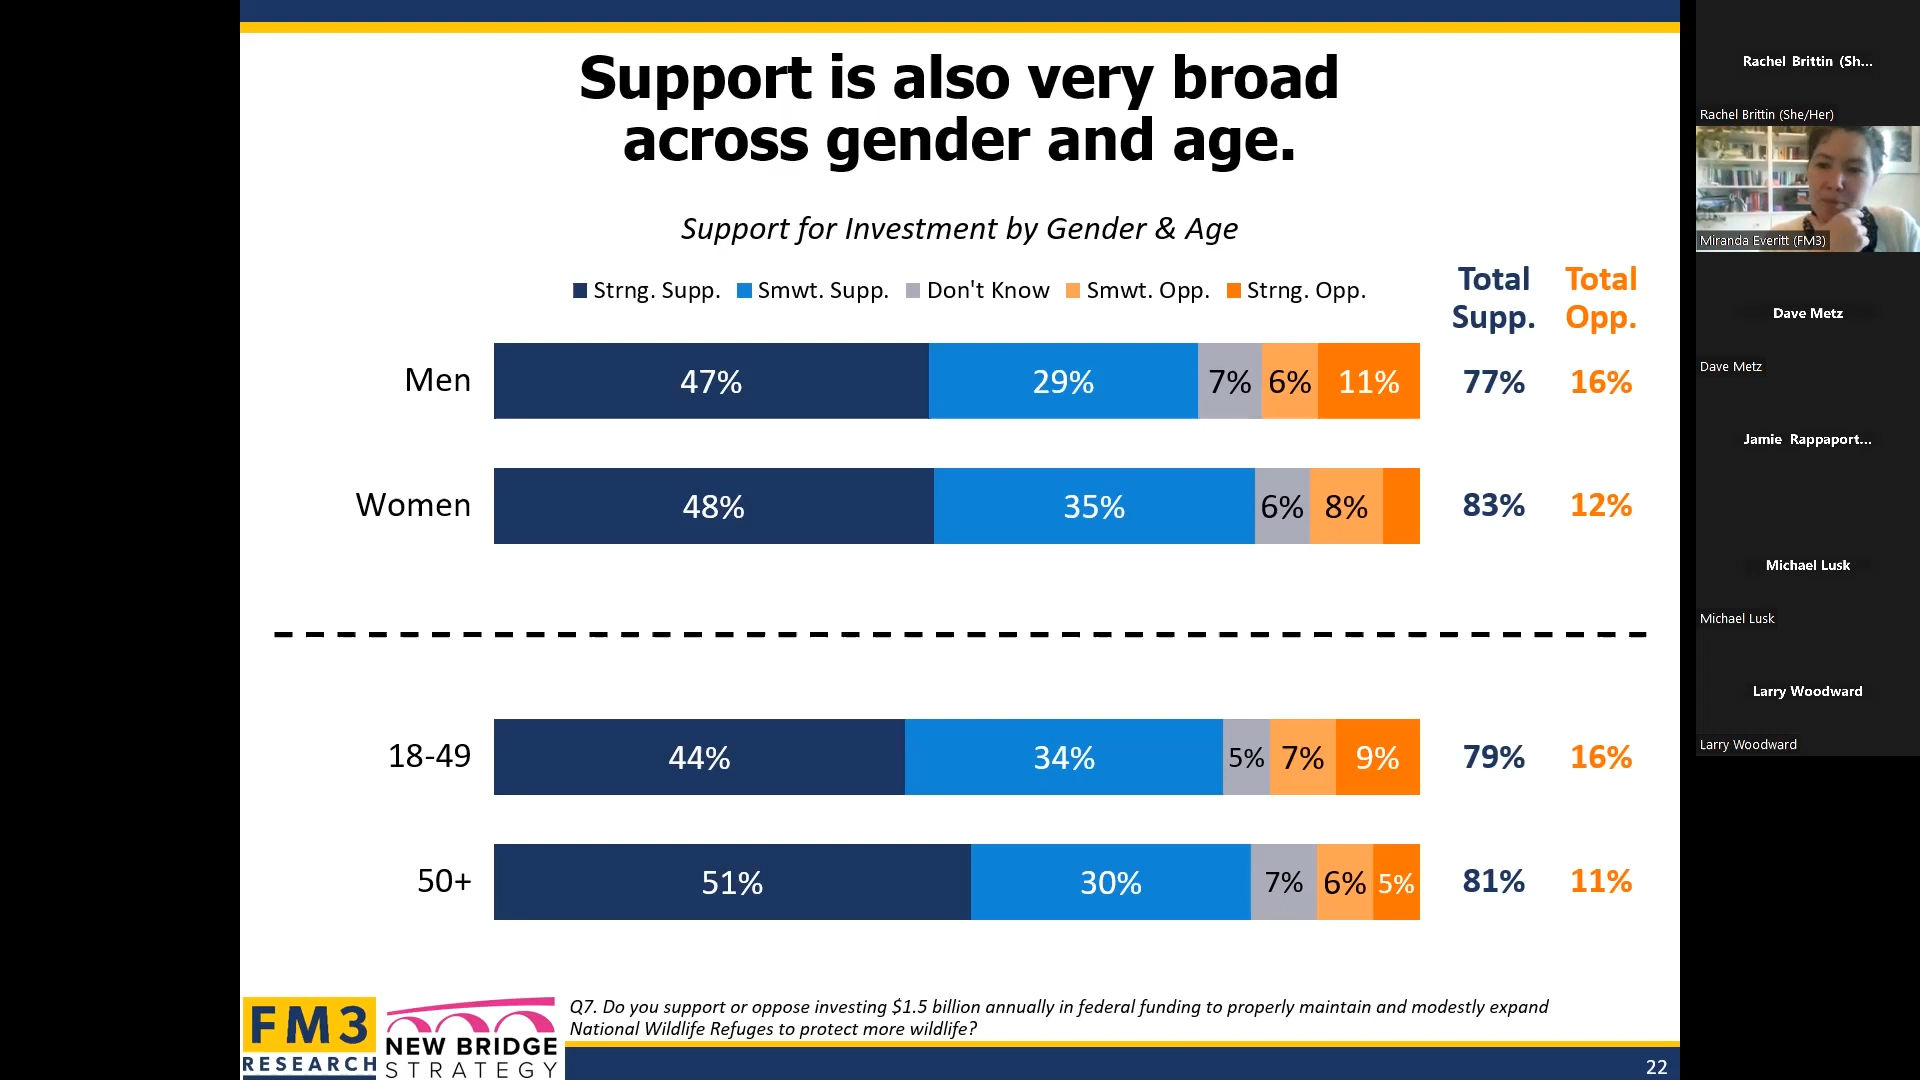 Support is also very broad
across gender and age.
Support for Investment by Gender & Age
Strng. Supp. Smwt. Supp. Don't Know Smwt. Opp. Strng. Opp.
Total Supp. Total Opp.
Men 47% 29% 7% 6% 11% 77% 16%
Women 48% 35% 6% 8% 83% 12%
18-49 44% 34% 5% 7% 9% 79% 16%
50+ 51% 30% 7% 6% 5% 81% 11%
Q7. Do you support or oppose investing $1.5 billion annually in federal funding to properly maintain and modestly expand
National Wildlife Refuges to protect more wildlife?
FM3
RESEARCH
NEW BRIDGE
STRATEGY
22
Rachel Brittin (Sh...
Rachel Brittin (She/Her)
Miranda Everitt (FM3)
Dave Metz
Dave Metz
Jamie Rappaport...
Michael Lusk
Michael Lusk
Larry Woodward
Larry Woodward